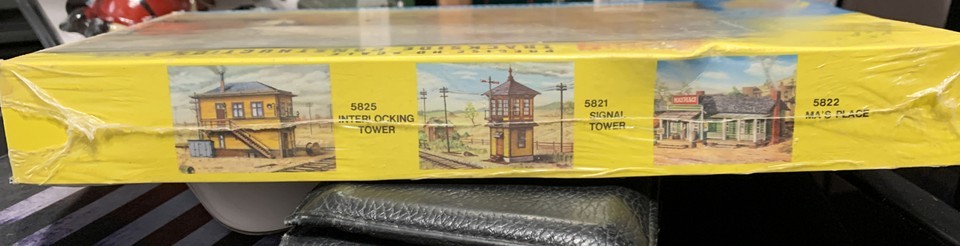 5825
INTERLOCKING
TOWER
5821
SIGNAL
TOWER
5822
MA'S PLACE